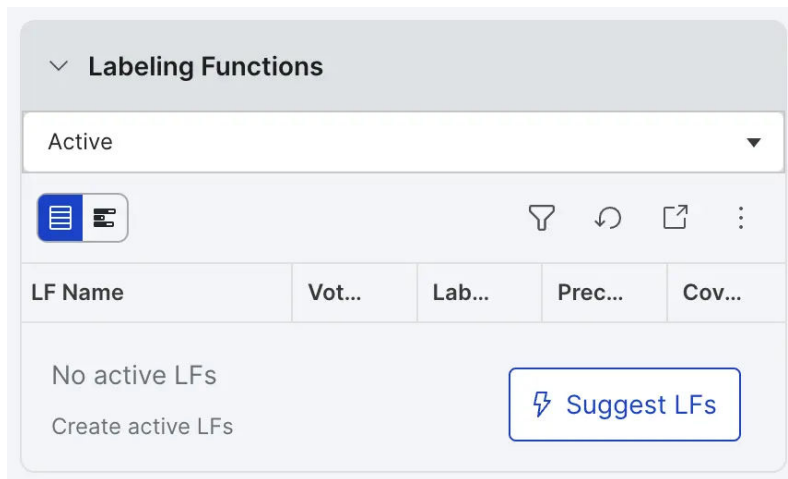 Labeling Functions
Active
LF Name Vot... Lab... Prec... Cov...
No active LFs
Create active LFs
Suggest LFs